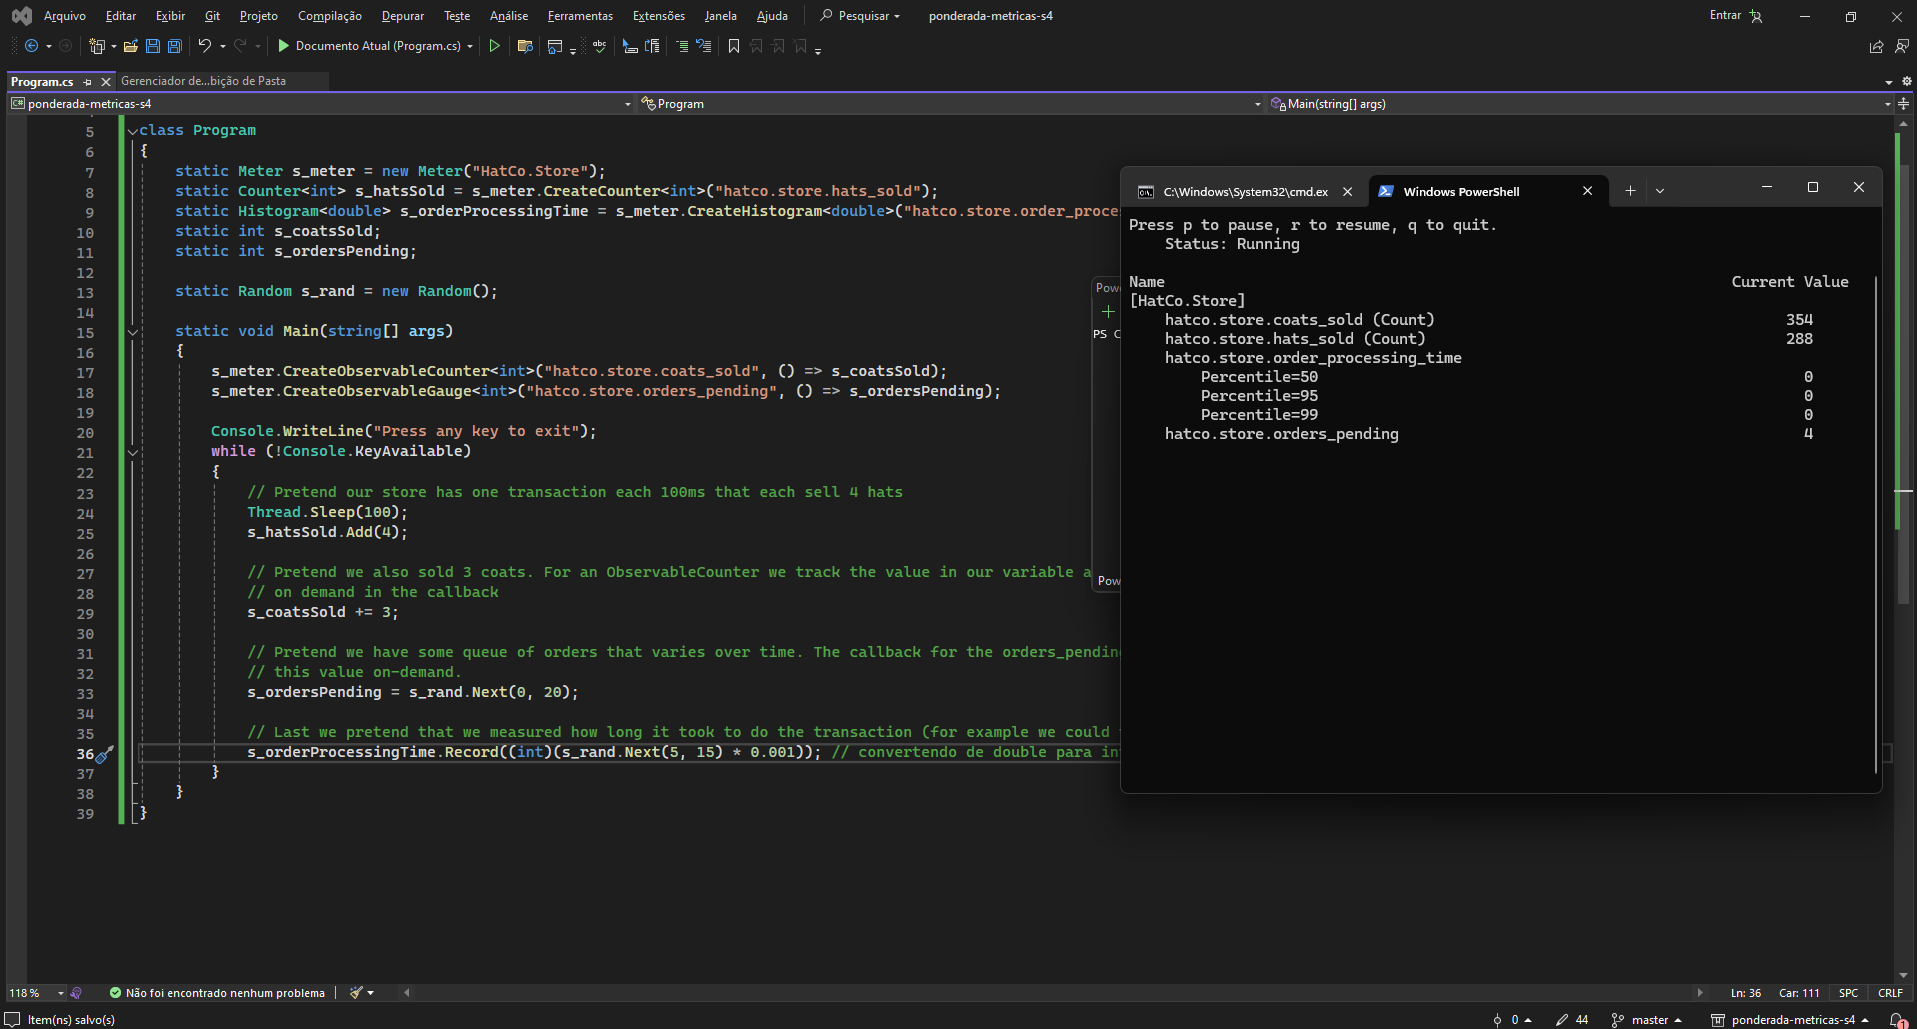 Arquivo Editar Exibir Git Projeto Compilação Depurar Teste Análise Ferramentas Extensões Janela Ajuda Pesquisar ponderada-metricas-s4 Entrar
Documento Atual (Program.cs)
Program.cs Gerenciador de...bição de Pasta
C# ponderada-metricas-s4 Program Main(string[] args)
5 class Program
6 {
7 static Meter s_meter = new Meter("HatCo.Store");
8 static Counter<int> s_hatsSold = s_meter.CreateCounter<int>("hatco.store.hats_sold");
9 static Histogram<double> s_orderProcessingTime = s_meter.CreateHistogram<double>("hatco.store.order_proce
10 static int s_coatsSold;
11 static int s_ordersPending;
12
13 static Random s_rand = new Random();
14
15 static void Main(string[] args)
16 {
17 s_meter.CreateObservableCounter<int>("hatco.store.coats_sold", () => s_coatsSold);
18 s_meter.CreateObservableGauge<int>("hatco.store.orders_pending", () => s_ordersPending);
19
20 Console.WriteLine("Press any key to exit");
21 while (!Console.KeyAvailable)
22 {
23 // Pretend our store has one transaction each 100ms that each sell 4 hats
24 Thread.Sleep(100);
25 s_hatsSold.Add(4);
26
27 // Pretend we also sold 3 coats. For an ObservableCounter we track the value in our variable a
28 // on demand in the callback
29 s_coatsSold += 3;
30
31 // Pretend we have some queue of orders that varies over time. The callback for the orders_pending
32 // this value on-demand.
33 s_ordersPending = s_rand.Next(0, 20);
34
35 // Last we pretend that we measured how long it took to do the transaction (for example we could
36 s_orderProcessingTime.Record((int)(s_rand.Next(5, 15) * 0.001)); // convertendo de double para in
37 }
38 }
39 }
Pow
PS C
Pow
C:\Windows\System32\cmd.ex Windows PowerShell
Press p to pause, r to resume, q to quit.
Status: Running
Name Current Value
[HatCo.Store]
hatco.store.coats_sold (Count) 354
hatco.store.hats_sold (Count) 288
hatco.store.order_processing_time
Percentile=50 0
Percentile=95 0
Percentile=99 0
hatco.store.orders_pending 4
118 % Não foi encontrado nenhum problema Ln: 36 Car: 111 SPC CRLF
Item(ns) salvo(s) 0 44 master ponderada-metricas-s4 1